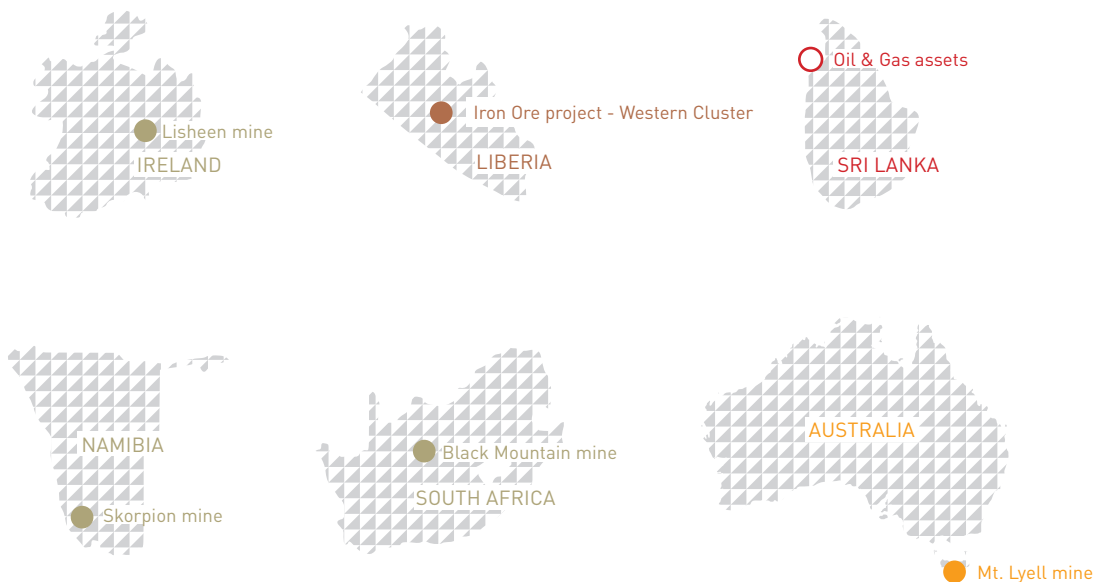 Lisheen mine
IRELAND
Iron Ore project - Western Cluster
LIBERIA
Oil & Gas assets
SRI LANKA
NAMIBIA
Skorpion mine
Black Mountain mine
SOUTH AFRICA
AUSTRALIA
Mt. Lyell mine